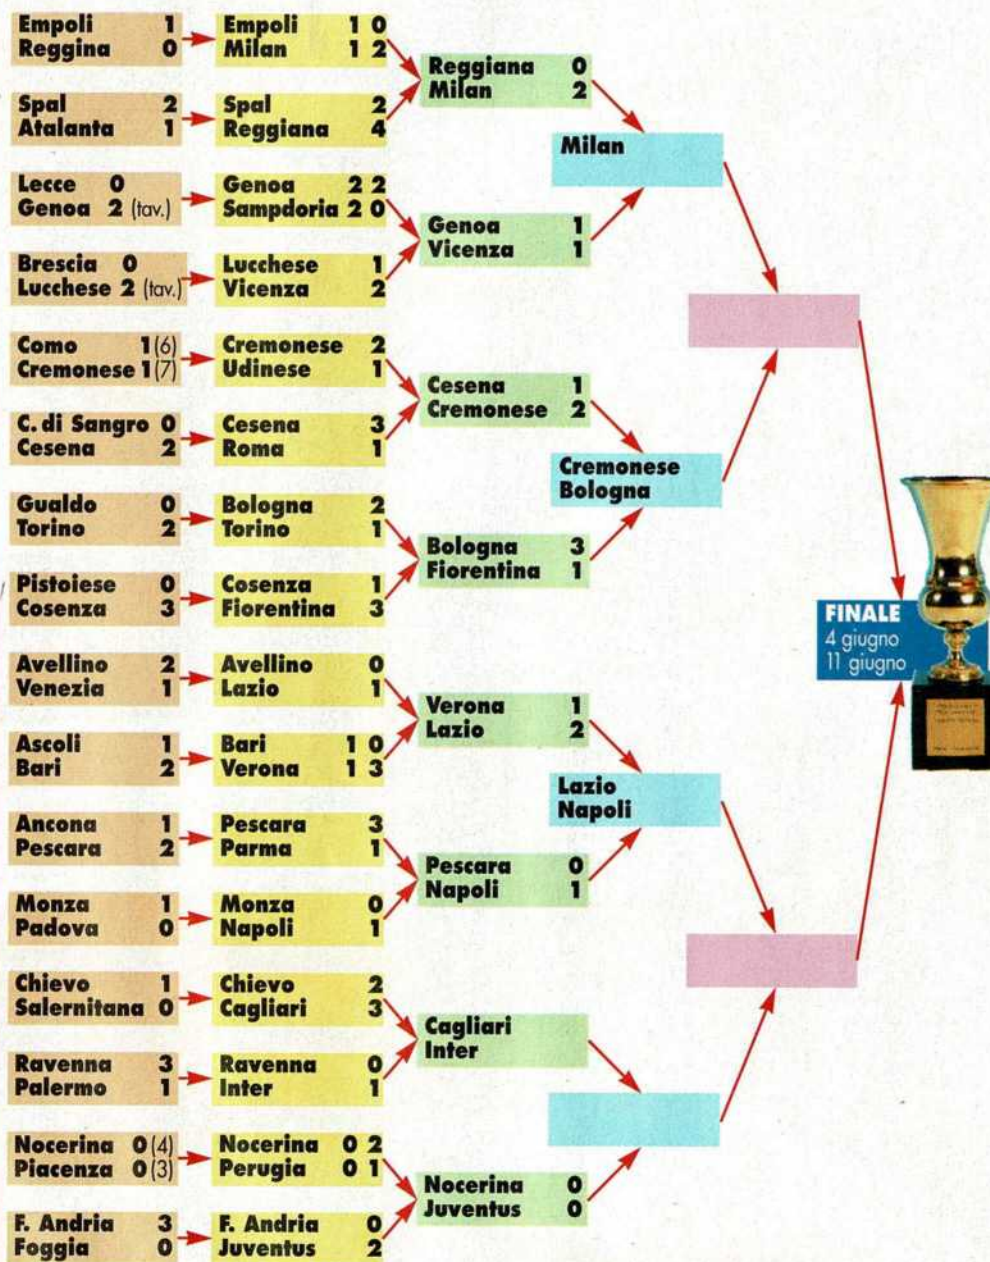 Empoli 1
Reggina 0
Spal 2
Atalanta 1
Lecce 0
Genoa 2 (tav.)
Brescia 0
Lucchese 2 (tav.)
Como 1(6)
Cremonese 1(7)
C. di Sangro 0
Cesena 2
Gualdo 0
Torino 2
Pistoiese 0
Cosenza 3
Avellino 2
Venezia 1
Ascoli 1
Bari 2
Ancona 1
Pescara 2
Monza 1
Padova 0
Chievo 1
Salernitana 0
Ravenna 3
Palermo 1
Nocerina 0(4)
Piacenza 0(3)
F. Andria 3
Foggia 0
Empoli 1 0
Milan 1 2
Spal 2
Reggiana 4
Genoa 2 2
Sampdoria 2 0
Lucchese 1
Vicenza 2
Cremonese 2
Udinese 1
Cesena 3
Roma 1
Bologna 2
Torino 1
Cosenza 1
Fiorentina 3
Avellino 0
Lazio 1
Bari 1 0
Verona 1 3
Pescara 3
Parma 1
Monza 0
Napoli 1
Chievo 2
Cagliari 3
Ravenna 0
Inter 1
Nocerina 0 2
Perugia 0 1
F. Andria 0
Juventus 2
Reggiana 0
Milan 2
Genoa 1
Vicenza 1
Cesena 1
Cremonese 2
Bologna 3
Fiorentina 1
Verona 1
Lazio 2
Pescara 0
Napoli 1
Cagliari
Inter
Nocerina 0
Juventus 0
Milan
Cremonese
Bologna
Lazio
Napoli
FINALE
4 giugno
11 giugno